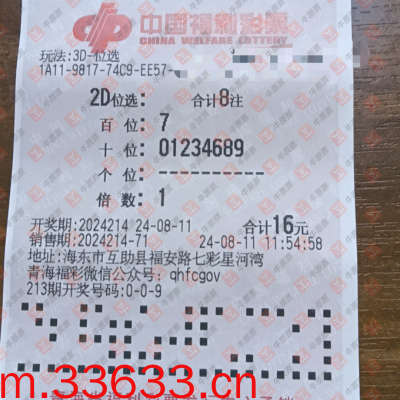 中国福利彩票
CHINA WELFARE LOTTERY
玩法:3D-位选
1A11-9817-74C9-EE57-
2D位选: 合计8注
百位: 7
十位: 01234689
个位: ----------
倍数: 1
开奖期:2024214 24-08-11 合计16元
销售期:2024214-71 24-08-11 11:54:58
地址:海东市互助县福安路七彩星河湾
青海福彩微信公众号: qhfcgov
213期开奖号码:0-0-9
m.33633.cn